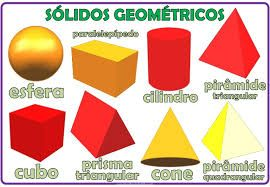 SÓLIDOS GEOMÉTRICOS
esfera
paralelepípedo
cilindro
pirâmide
triangular
cubo
prisma
triangular
cone
pirâmide
quadrangular